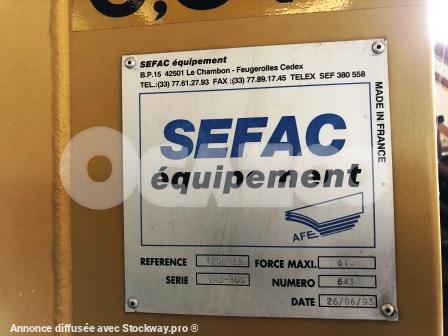 SEFAC équipement
B.P.15 42501 Le Chambon - Feugerolles Cedex
TEL.:(33) 77.61.27.93 FAX :(33) 77.89.17.45 TELEX SEF 380 558
MADE IN FRANCE
SEFAC
équipement
AFE
REFERENCE FORCE MAXI.
SERIE NUMERO 643
DATE 26/06/93
Annonce diffusée avec Stockway.pro ®